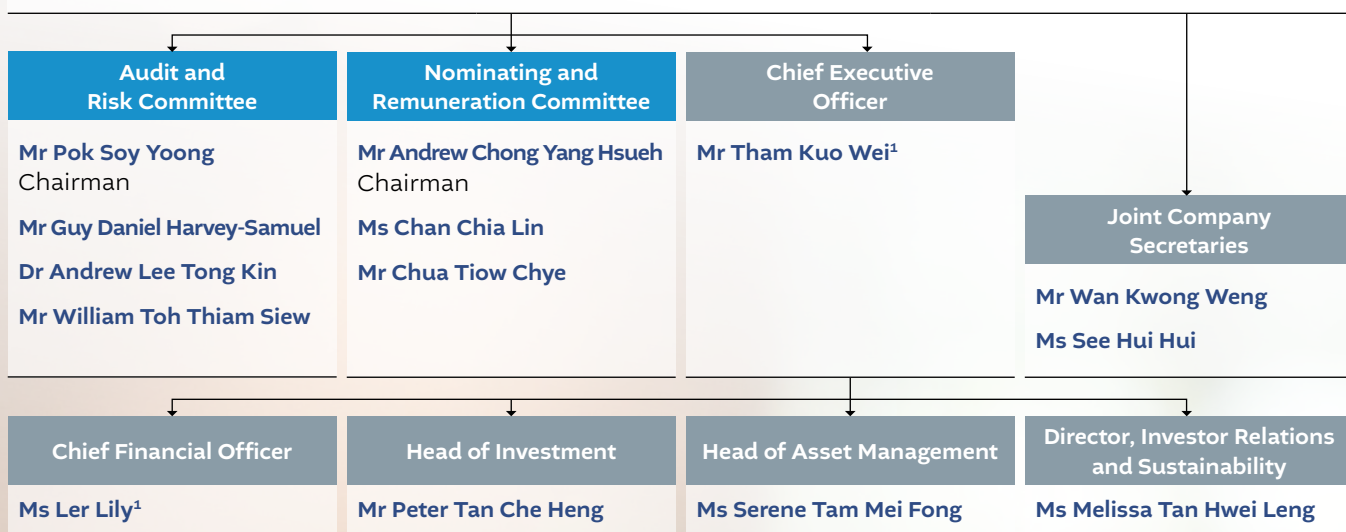 Audit and
Risk Committee
Mr Pok Soy Yoong
Chairman
Mr Guy Daniel Harvey-Samuel
Dr Andrew Lee Tong Kin
Mr William Toh Thiam Siew
Nominating and
Remuneration Committee
Mr Andrew Chong Yang Hsueh
Chairman
Ms Chan Chia Lin
Mr Chua Tiow Chye
Chief Executive
Officer
Mr Tham Kuo Wei¹
Joint Company
Secretaries
Mr Wan Kwong Weng
Ms See Hui Hui
Chief Financial Officer
Ms Ler Lily¹
Head of Investment
Mr Peter Tan Che Heng
Head of Asset Management
Ms Serene Tam Mei Fong
Director, Investor Relations
and Sustainability
Ms Melissa Tan Hwei Leng